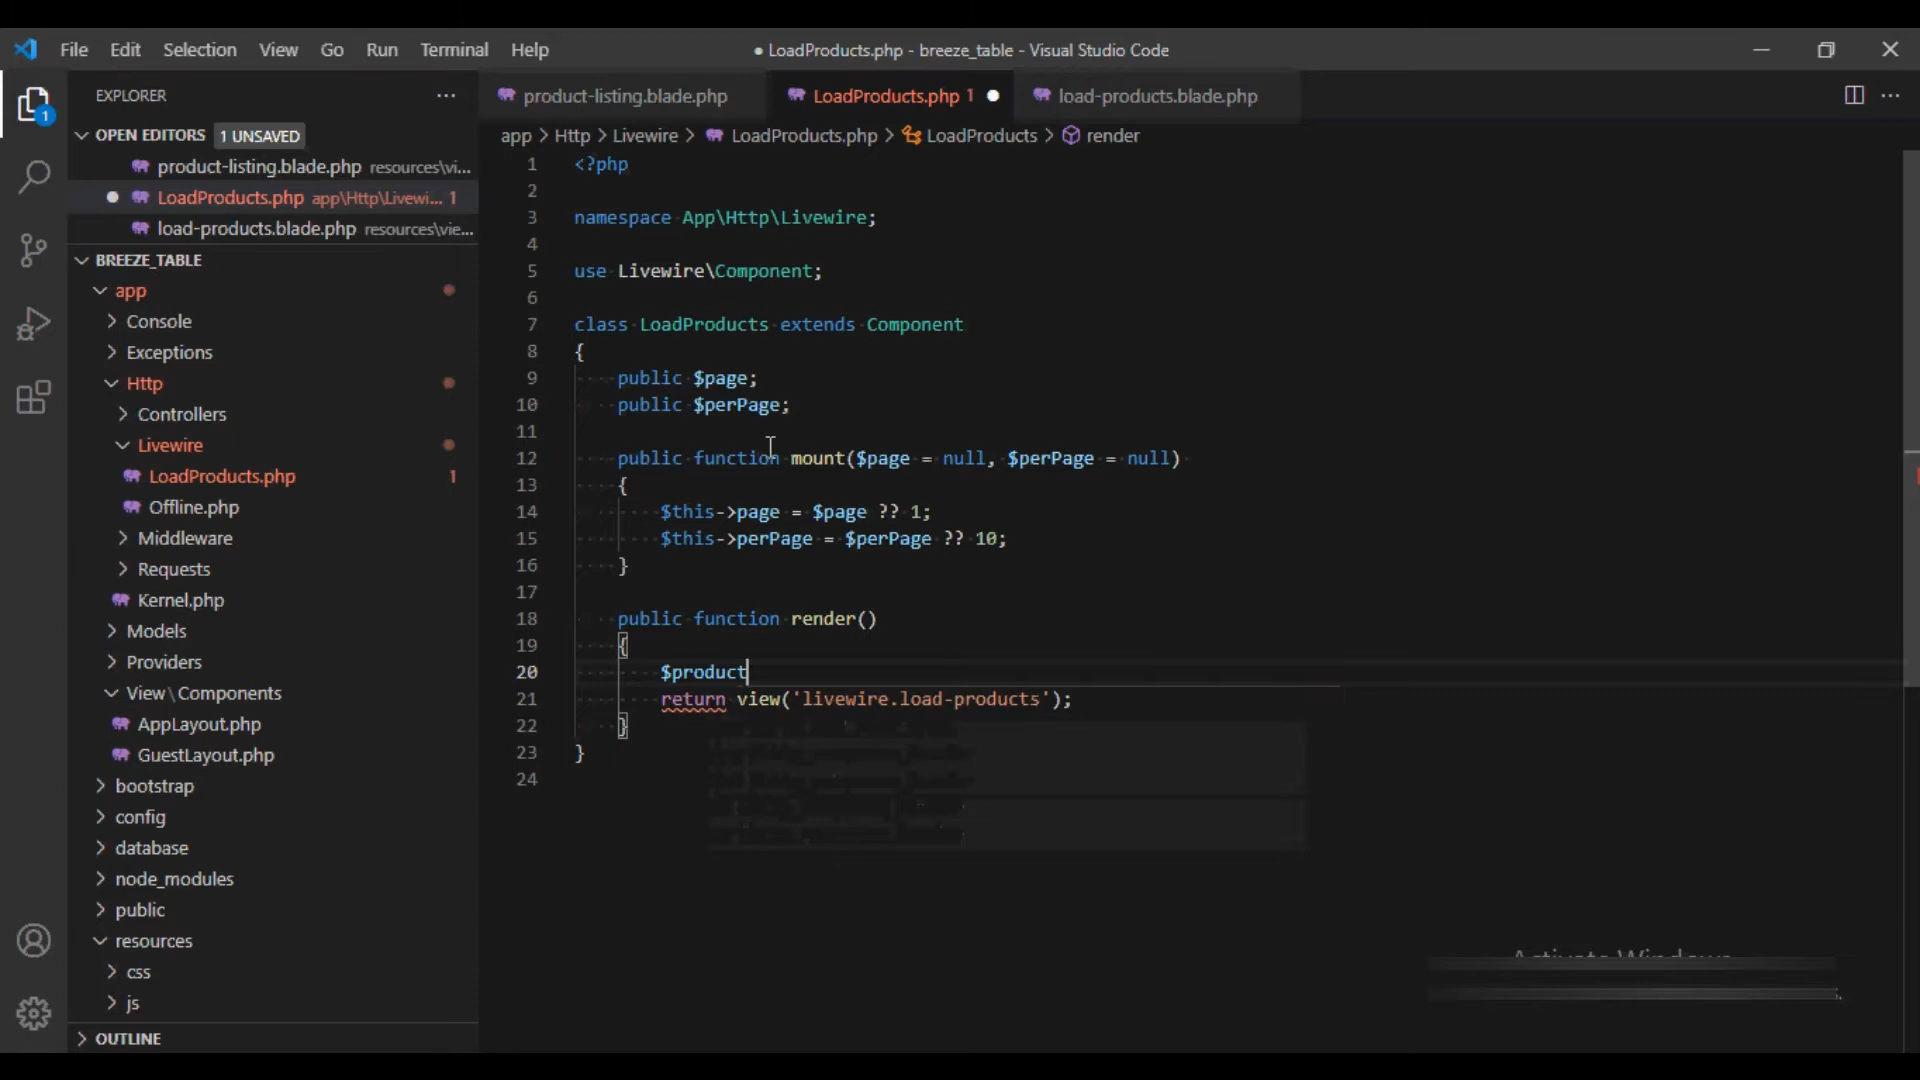 File Edit Selection View Go Run Terminal Help
● LoadProducts.php - breeze_table - Visual Studio Code
EXPLORER
product-listing.blade.php
LoadProducts.php 1
load-products.blade.php
1
OPEN EDITORS 1 UNSAVED
app > Http > Livewire > LoadProducts.php > LoadProducts > render
product-listing.blade.php resources\vi...
LoadProducts.php app\Http\Livewi... 1
load-products.blade.php resources\vie...
BREEZE_TABLE
app
Console
Exceptions
Http
Controllers
Livewire
LoadProducts.php 1
Offline.php
Middleware
Requests
Kernel.php
Models
Providers
View\Components
AppLayout.php
GuestLayout.php
bootstrap
config
database
node_modules
public
resources
css
js
OUTLINE
1 <?php
2
3 namespace App\Http\Livewire;
4
5 use Livewire\Component;
6
7 class LoadProducts extends Component
8 {
9 public $page;
10 public $perPage;
11
12 public function mount($page = null, $perPage = null)
13 {
14 $this->page = $page ?? 1;
15 $this->perPage = $perPage ?? 10;
16 }
17
18 public function render()
19 {
20 $product
21 return view('livewire.load-products');
22 }
23 }
24
Activate Windows